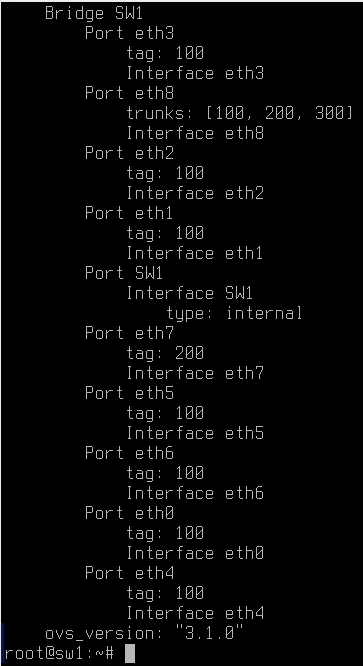 Bridge SW1
Port eth3
tag: 100
Interface eth3
Port eth8
trunks: [100, 200, 300]
Interface eth8
Port eth2
tag: 100
Interface eth2
Port eth1
tag: 100
Interface eth1
Port SW1
Interface SW1
type: internal
Port eth7
tag: 200
Interface eth7
Port eth5
tag: 100
Interface eth5
Port eth6
tag: 100
Interface eth6
Port eth0
tag: 100
Interface eth0
Port eth4
tag: 100
Interface eth4
ovs_version: "3.1.0"
root@sw1:~#